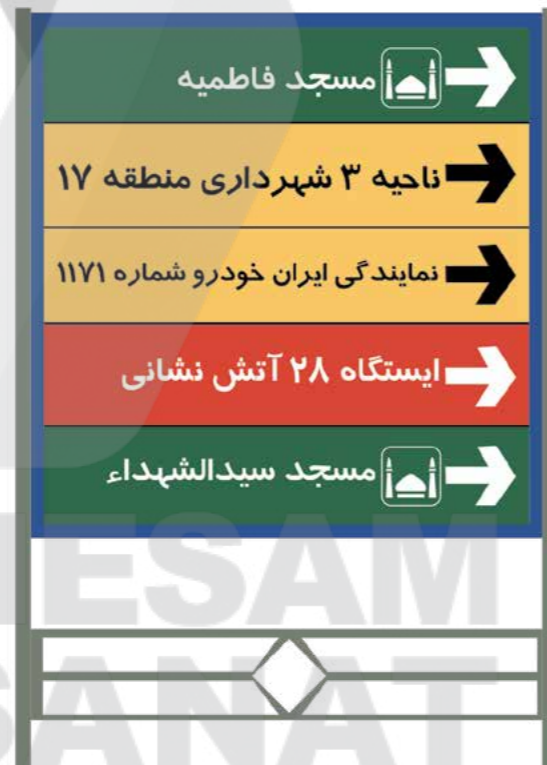 مسجد فاطمیه
ناحیه ۳ شهرداری منطقه ۱۷
نمایندگی ایران خودرو شماره ۱۱۷۱
ایستگاه ۲۸ آتش نشانی
مسجد سیدالشهداء
HESAM
SANAT